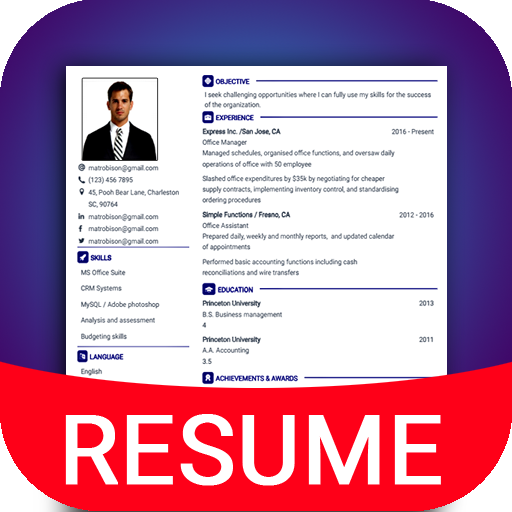 matrobison@gmail.com
(123) 456 7895
45, Pooh Bear Lane, Charleston
SC, 90764
matrobison@gmail.com
matrobison@gmail.com
matrobison@gmail.com
SKILLS
MS Office Suite
CRM Systems
MySQL / Adobe photoshop
Analysis and assessment
Budgeting skills
LANGUAGE
English
OBJECTIVE
I seek challenging opportunities where I can fully use my skills for the success
of the organization.
EXPERIENCE
Express Inc. /San Jose, CA 2016 - Present
Office Manager
Managed schedules, organised office functions, and oversaw daily
operations of office with 50 employee
Slashed office expenditures by $35k by negotiating for cheaper
supply contracts, implementing inventory control, and standardising
ordering procedures
Simple Functions / Fresno, CA 2012 - 2016
Office Assistant
Prepared daily, weekly and monthly reports, and updated calendar
of appointments
Performed basic accounting functions including cash
reconciliations and wire transfers
EDUCATION
Princeton University 2013
B.S. Business management
4
Princeton University 2011
A.A. Accounting
3.5
ACHIEVEMENTS & AWARDS
RESUME